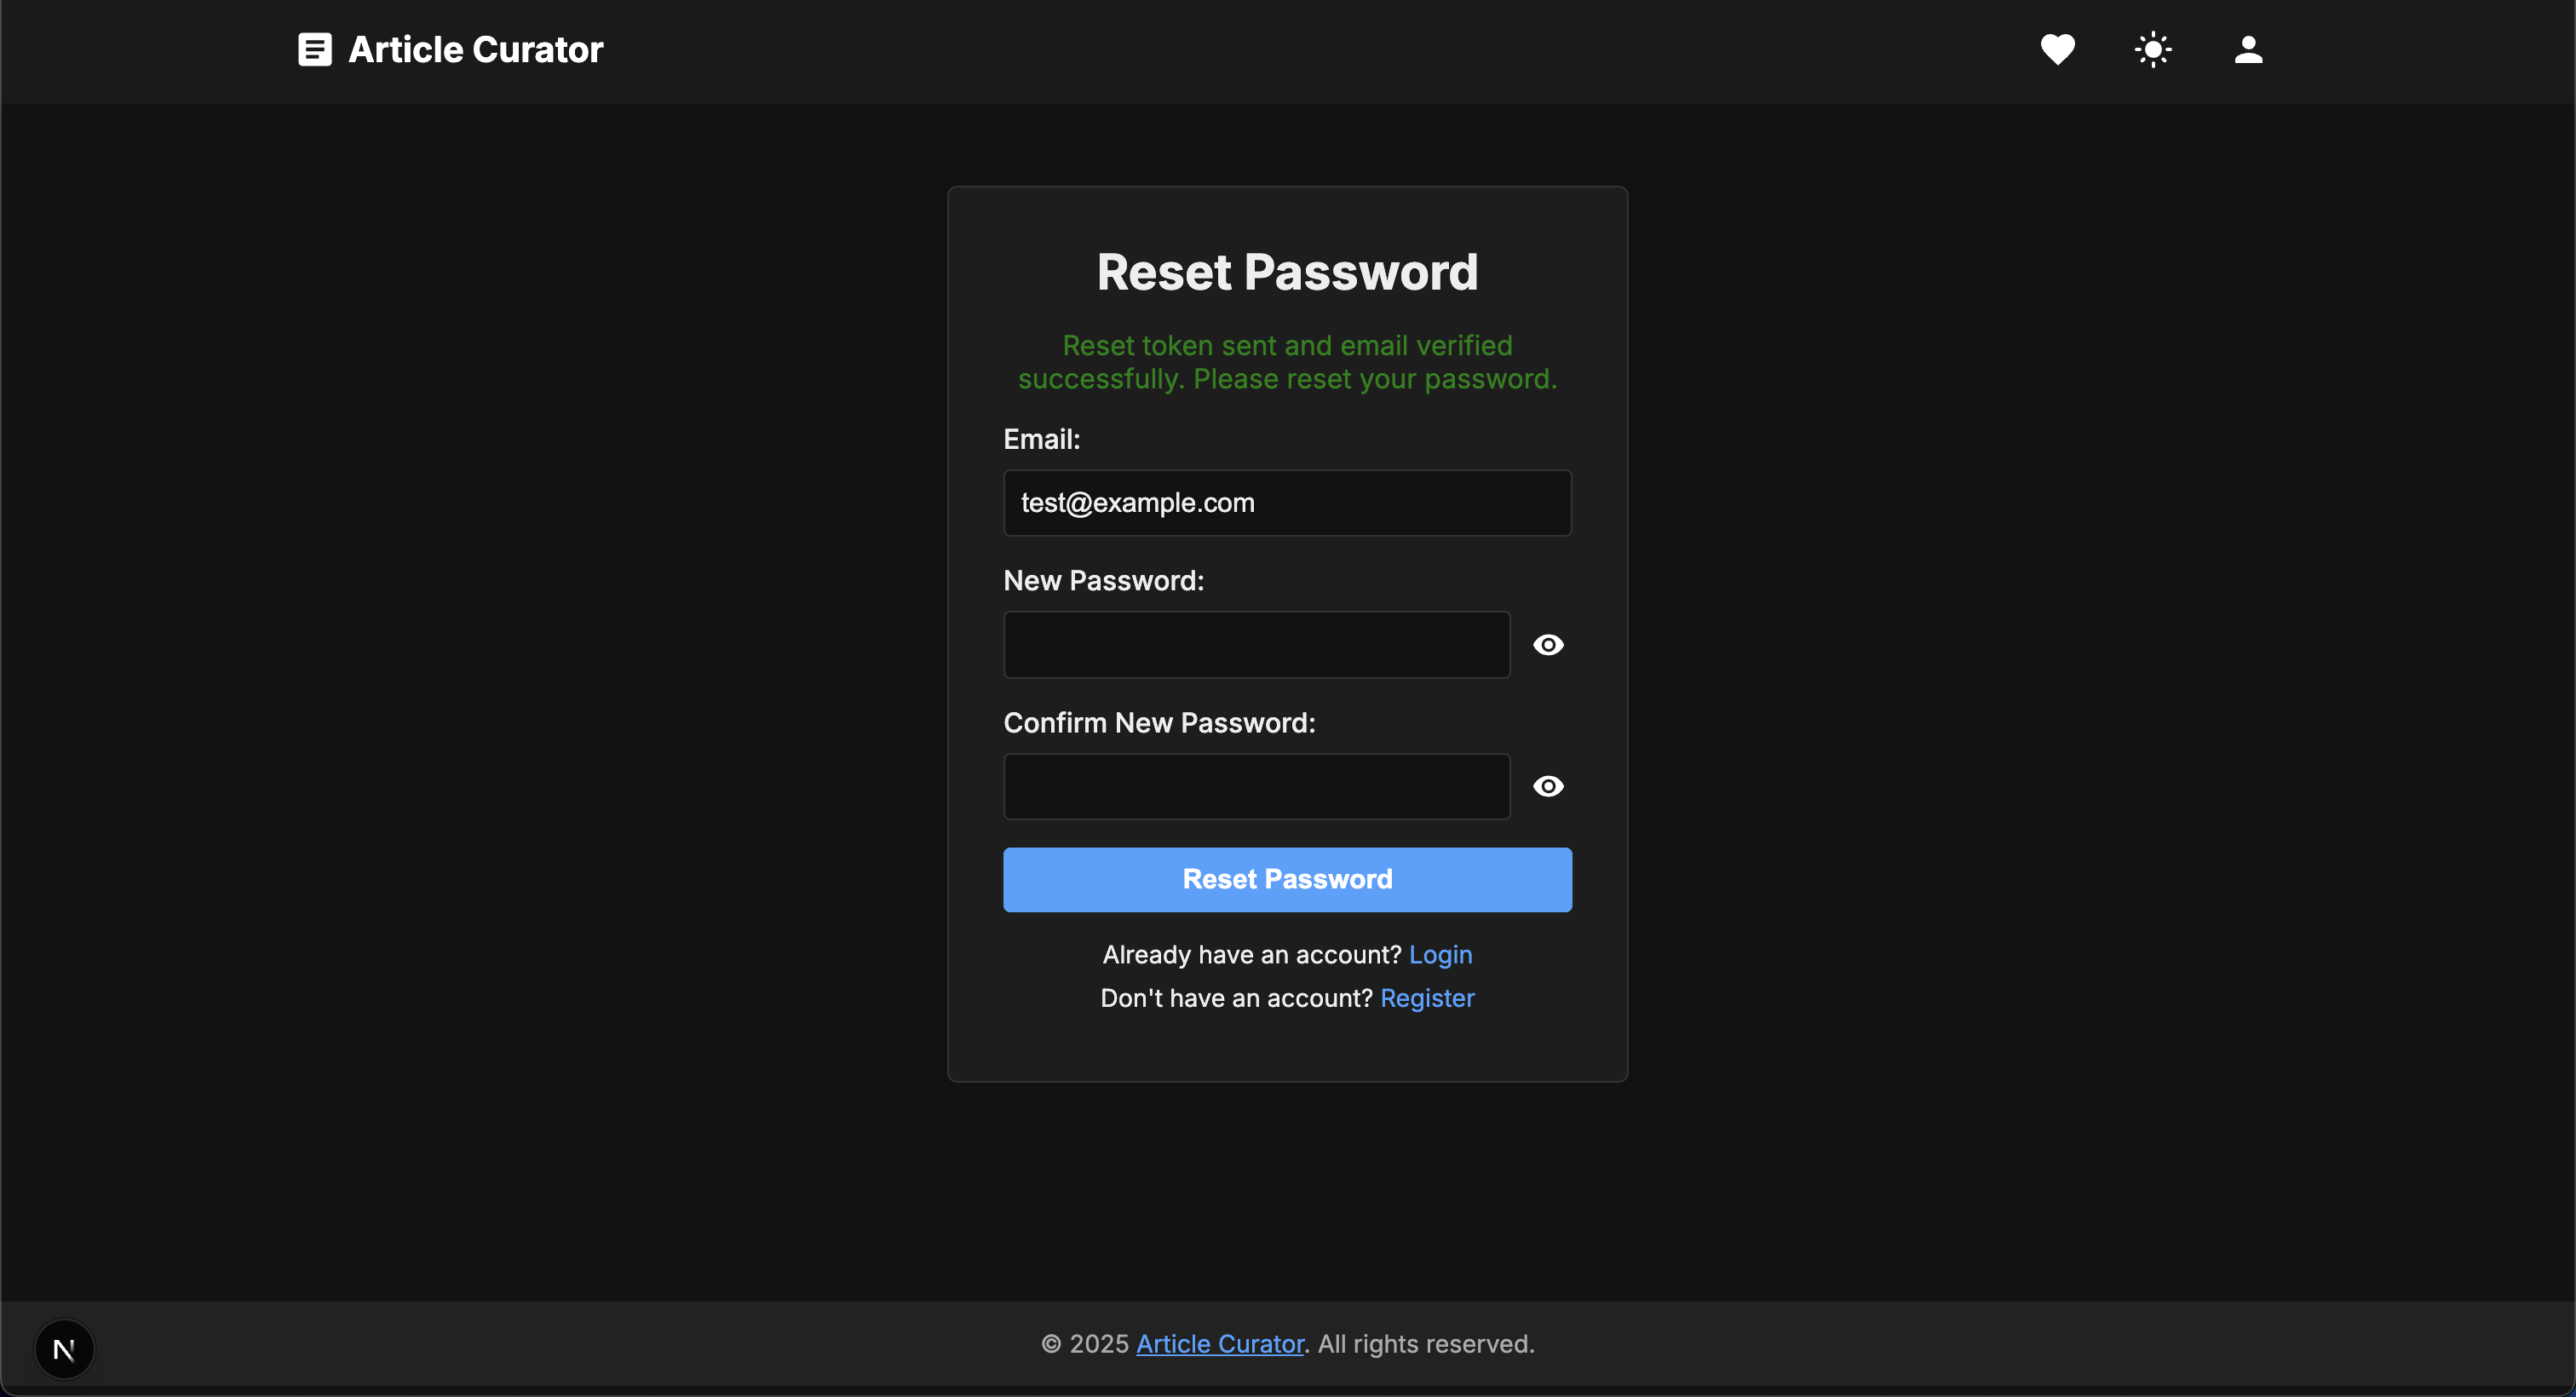 Article Curator
Reset Password
Reset token sent and email verified
successfully. Please reset your password.
Email:
test@example.com
New Password:
Confirm New Password:
Reset Password
Already have an account? Login
Don't have an account? Register
N
© 2025 Article Curator. All rights reserved.